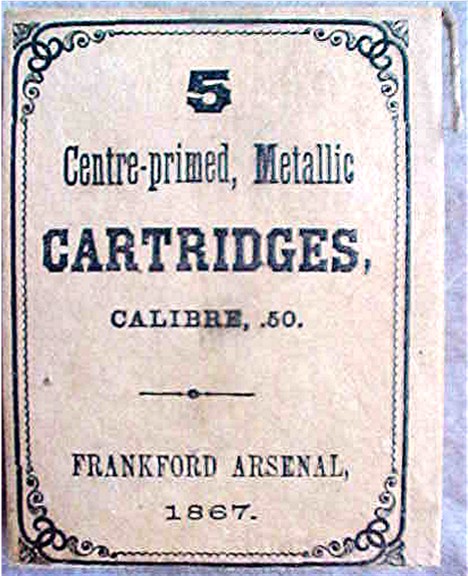 5
Centre-primed, Metallic
CARTRIDGES,
CALIBRE, .50.
FRANKFORD ARSENAL,
1867.